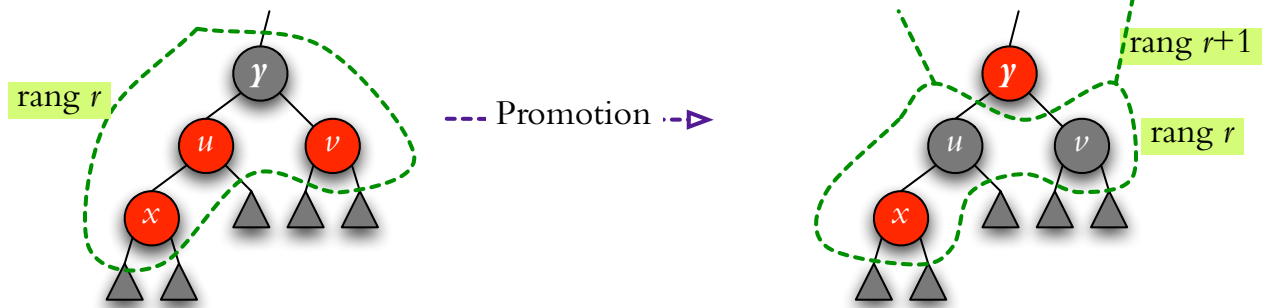 y
rang r
u
v
x
Promotion
y
rang r+1
rang r
u
v
x